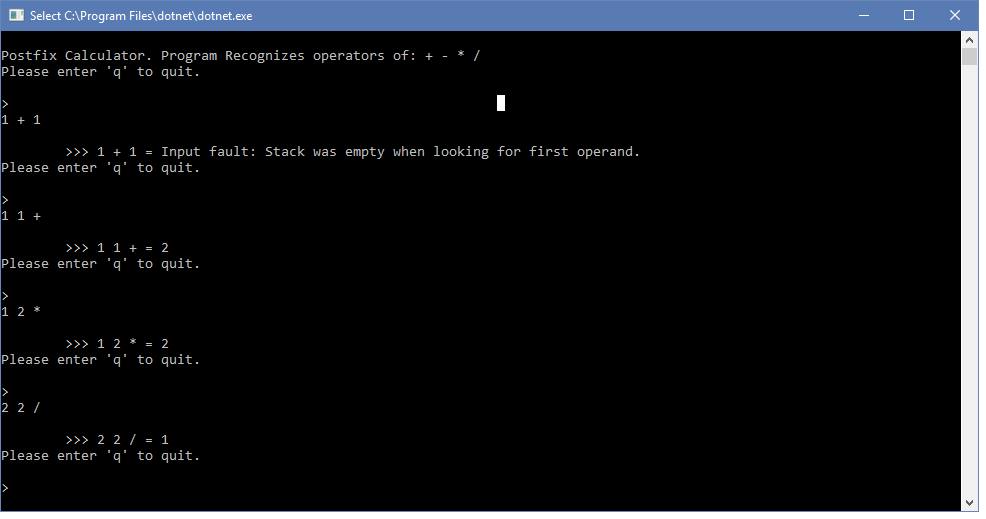 Select C:\Program Files\dotnet\dotnet.exe
Postfix Calculator. Program Recognizes operators of: + - * /
Please enter 'q' to quit.
>
1 + 1
>>> 1 + 1 = Input fault: Stack was empty when looking for first operand.
Please enter 'q' to quit.
>
1 1 +
>>> 1 1 + = 2
Please enter 'q' to quit.
>
1 2 *
>>> 1 2 * = 2
Please enter 'q' to quit.
>
2 2 /
>>> 2 2 / = 1
Please enter 'q' to quit.
>